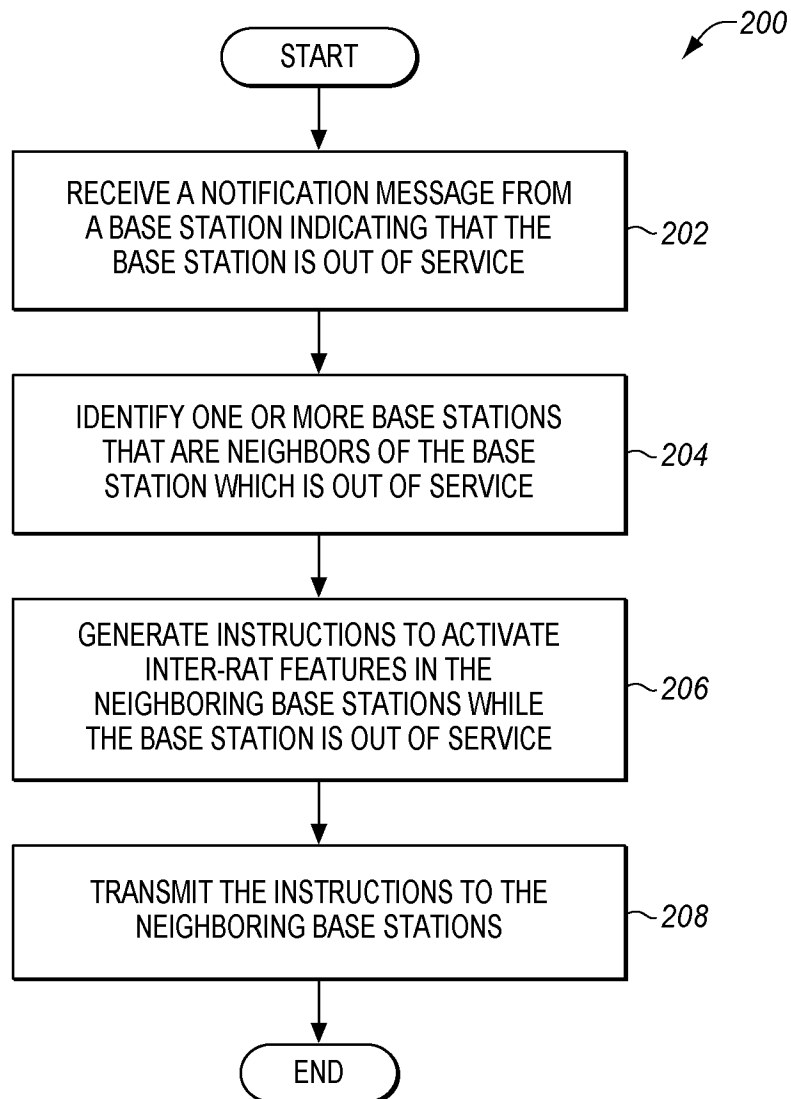 200
START
RECEIVE A NOTIFICATION MESSAGE FROM
A BASE STATION INDICATING THAT THE
BASE STATION IS OUT OF SERVICE
202
IDENTIFY ONE OR MORE BASE STATIONS
THAT ARE NEIGHBORS OF THE BASE
STATION WHICH IS OUT OF SERVICE
204
GENERATE INSTRUCTIONS TO ACTIVATE
INTER-RAT FEATURES IN THE
NEIGHBORING BASE STATIONS WHILE
THE BASE STATION IS OUT OF SERVICE
206
TRANSMIT THE INSTRUCTIONS TO THE
NEIGHBORING BASE STATIONS
208
END